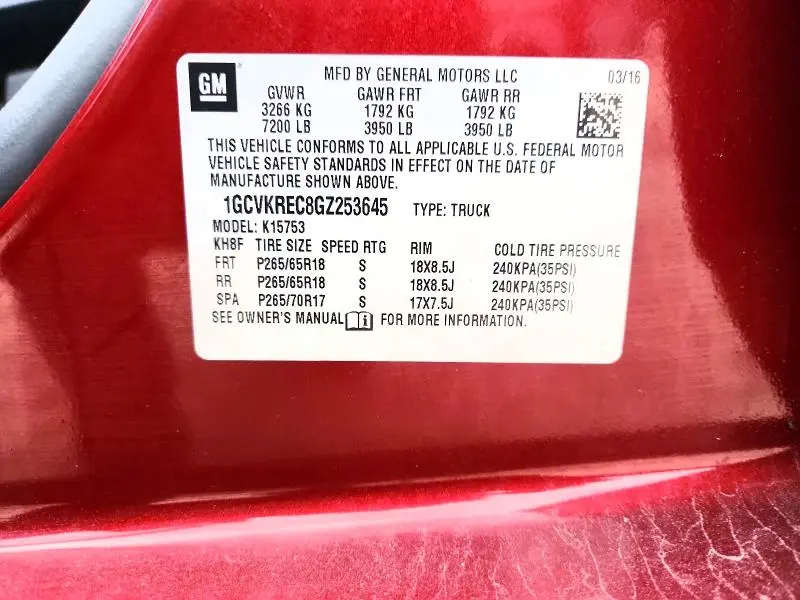 GM
MFD BY GENERAL MOTORS LLC 03/16
GVWR GAWR FRT GAWR RR
3266 KG 1792 KG 1792 KG
7200 LB 3950 LB 3950 LB
THIS VEHICLE CONFORMS TO ALL APPLICABLE U.S. FEDERAL MOTOR
VEHICLE SAFETY STANDARDS IN EFFECT ON THE DATE OF
MANUFACTURE SHOWN ABOVE.
1GCVKREC8GZ253645 TYPE: TRUCK
MODEL: K15753
KH8F TIRE SIZE SPEED RTG RIM COLD TIRE PRESSURE
FRT P265/65R18 S 18X8.5J 240KPA(35PSI)
RR P265/65R18 S 18X8.5J 240KPA(35PSI)
SPA P265/70R17 S 17X7.5J 240KPA(35PSI)
SEE OWNER'S MANUAL FOR MORE INFORMATION.